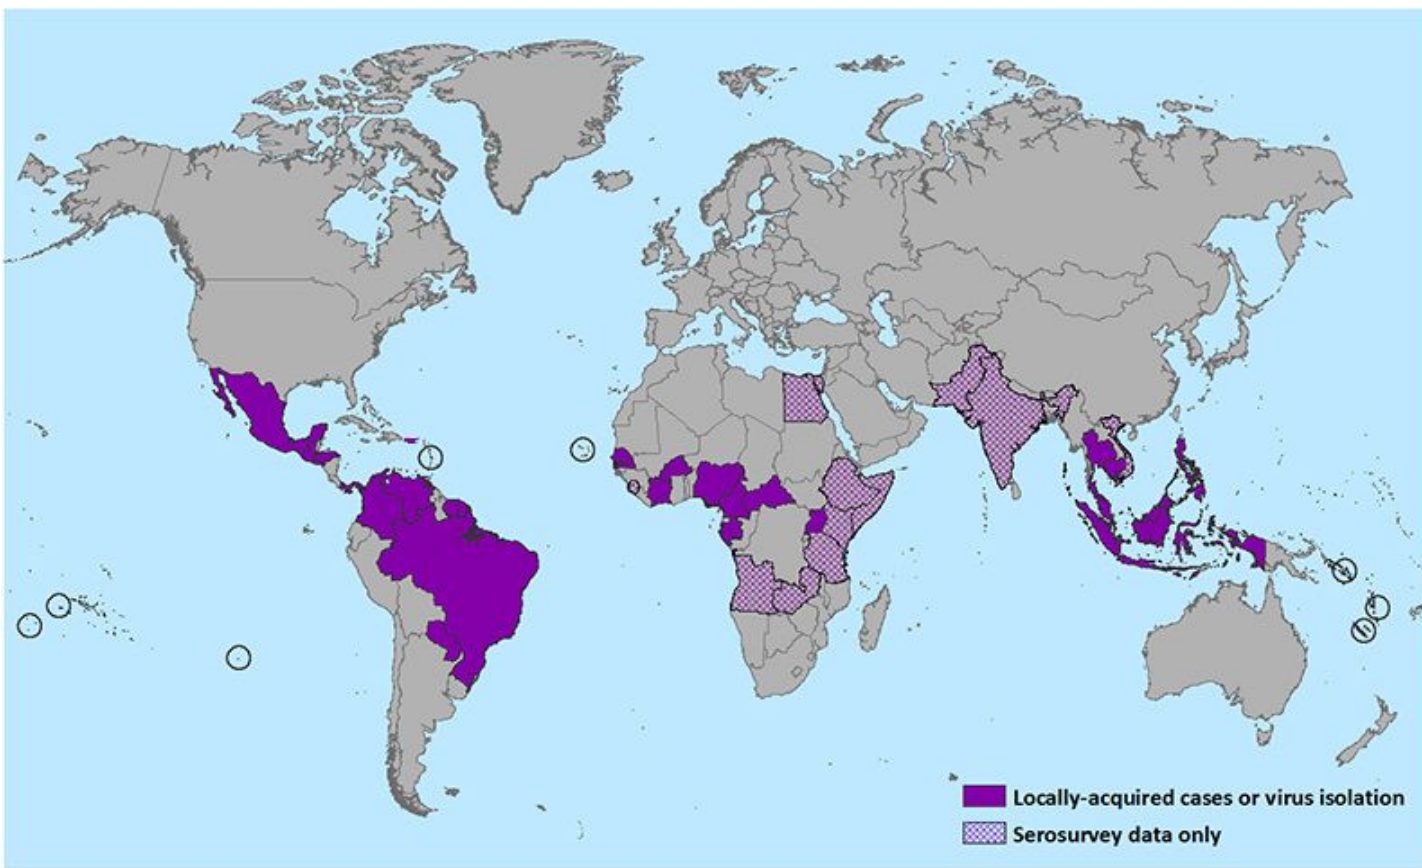 Locally-acquired cases or virus isolation
Serosurvey data only